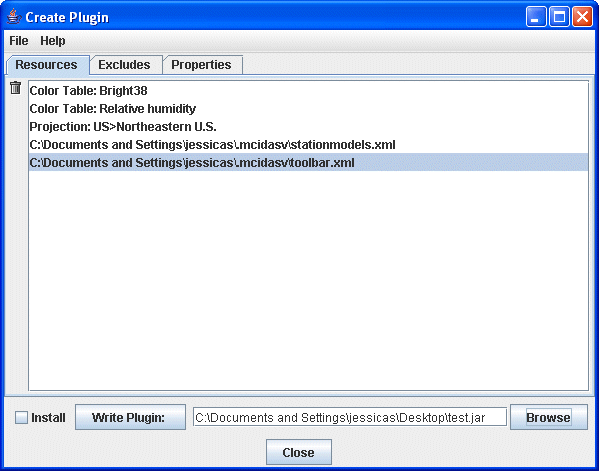 Create Plugin
File Help
Resources Excludes Properties
Color Table: Bright38
Color Table: Relative humidity
Projection: US>Northeastern U.S.
C:\Documents and Settings\jessicas\.mcidasv\stationmodels.xml
C:\Documents and Settings\jessicas\.mcidasv\toolbar.xml
Install Write Plugin: C:\Documents and Settings\jessicas\Desktop\test.jar Browse
Close